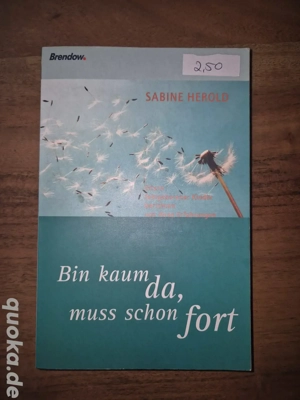 Brendow.
2,50
SABINE HEROLD
Bin kaum
da,
muss schon
fort
quoka.de